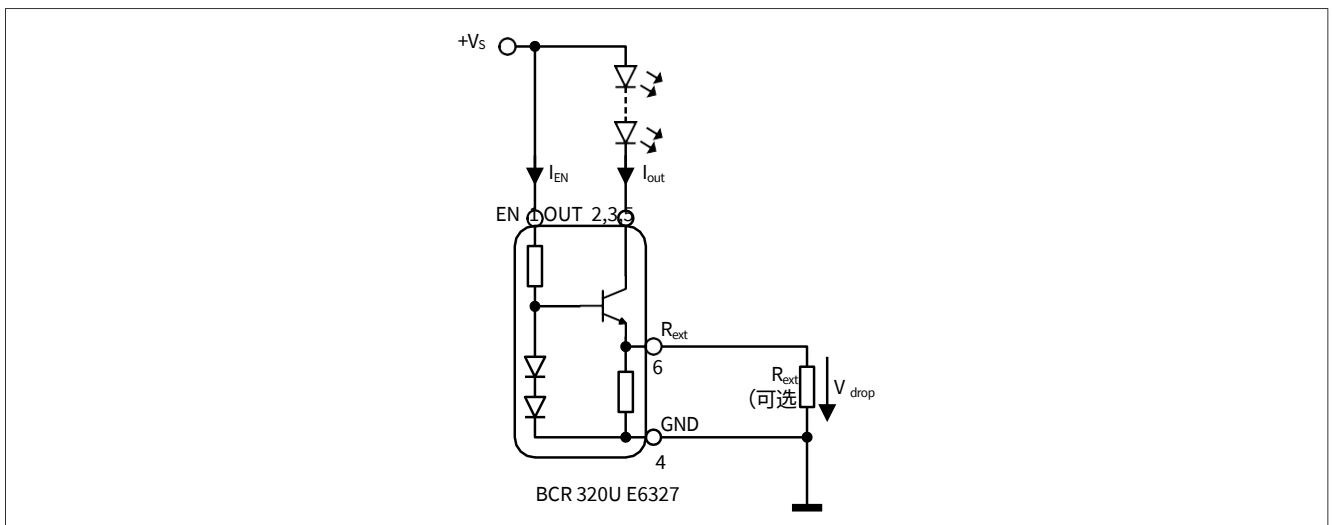 +VS
IEN
Iout
EN 1 OUT 2,3,5
Rext
6
Rext
(可选
V drop
GND
4
BCR 320U E6327